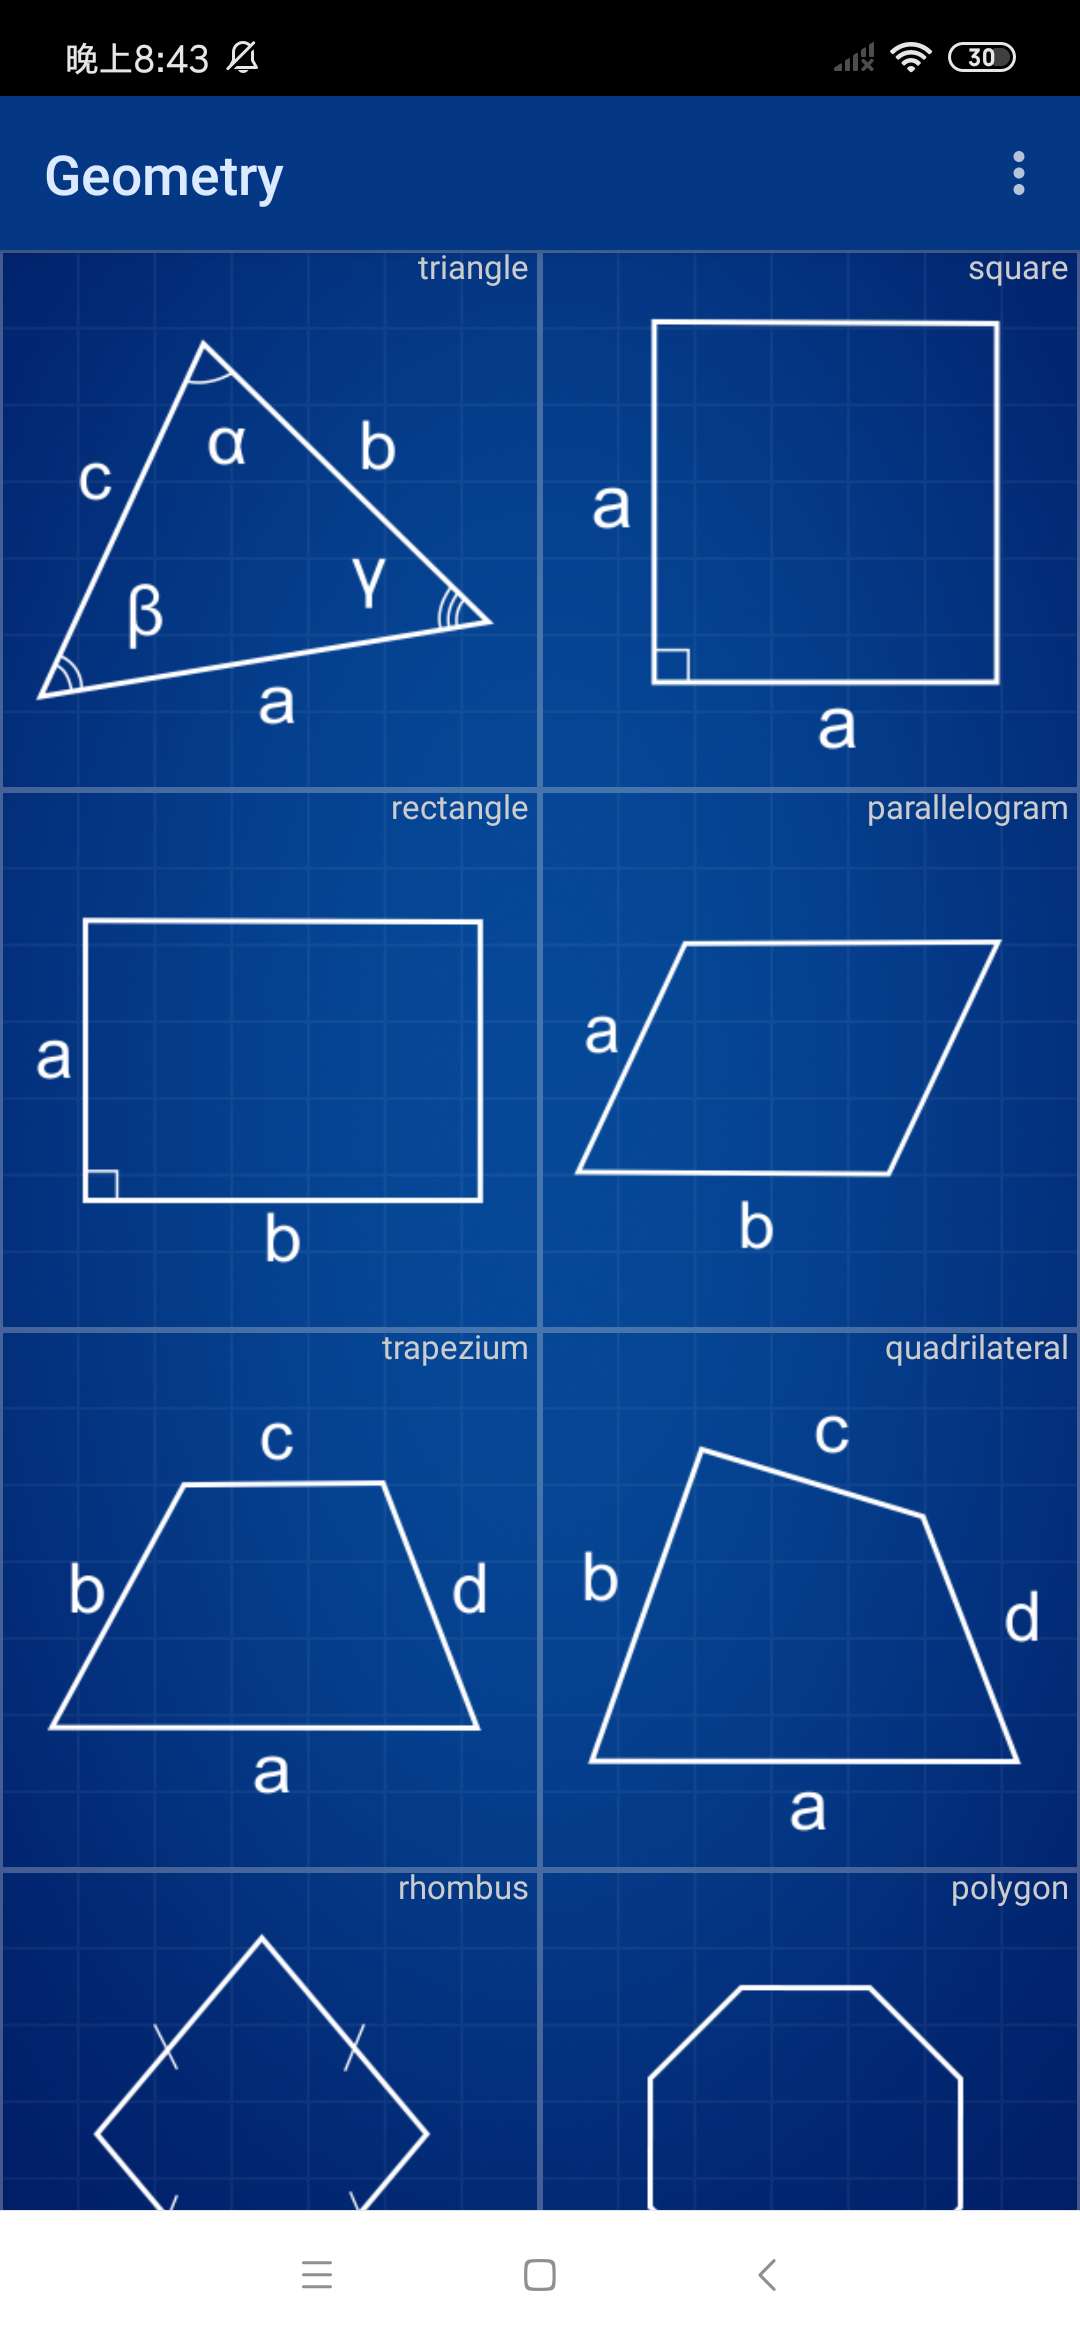 晚上8:43
30
Geometry
triangle
α
b
c
γ
β
a
square
a
a
rectangle
a
b
parallelogram
a
b
trapezium
c
b
d
a
quadrilateral
c
b
d
a
rhombus
polygon